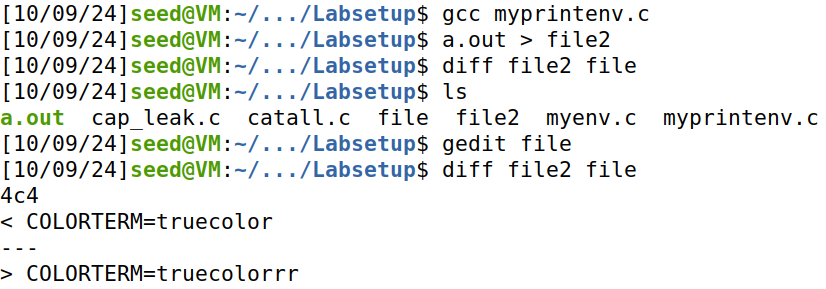 [10/09/24]seed@VM:~/.../Labsetup$ gcc myprintenv.c
[10/09/24]seed@VM:~/.../Labsetup$ a.out > file2
[10/09/24]seed@VM:~/.../Labsetup$ diff file2 file
[10/09/24]seed@VM:~/.../Labsetup$ ls
a.out  cap_leak.c  catall.c  file  file2  myenv.c  myprintenv.c
[10/09/24]seed@VM:~/.../Labsetup$ gedit file
[10/09/24]seed@VM:~/.../Labsetup$ diff file2 file
4c4
< COLORTERM=truecolor
---
> COLORTERM=truecolorrr